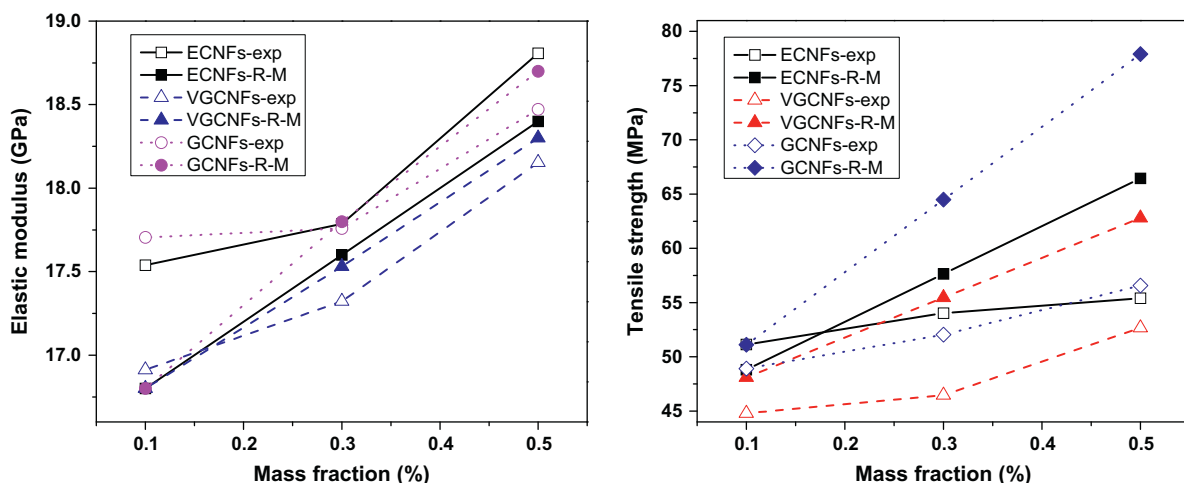 Elastic modulus (GPa)
19.0
18.5
18.0
17.5
17.0
ECNFs-exp
ECNFs-R-M
VGCNFs-exp
VGCNFs-R-M
GCNFs-exp
GCNFs-R-M
0.1
0.2
0.3
0.4
0.5
Mass fraction (%)
Tensile strength (MPa)
80
75
70
65
60
55
50
45
ECNFs-exp
ECNFs-R-M
VGCNFs-exp
VGCNFs-R-M
GCNFs-exp
GCNFs-R-M
0.1
0.2
0.3
0.4
0.5
Mass fraction (%)